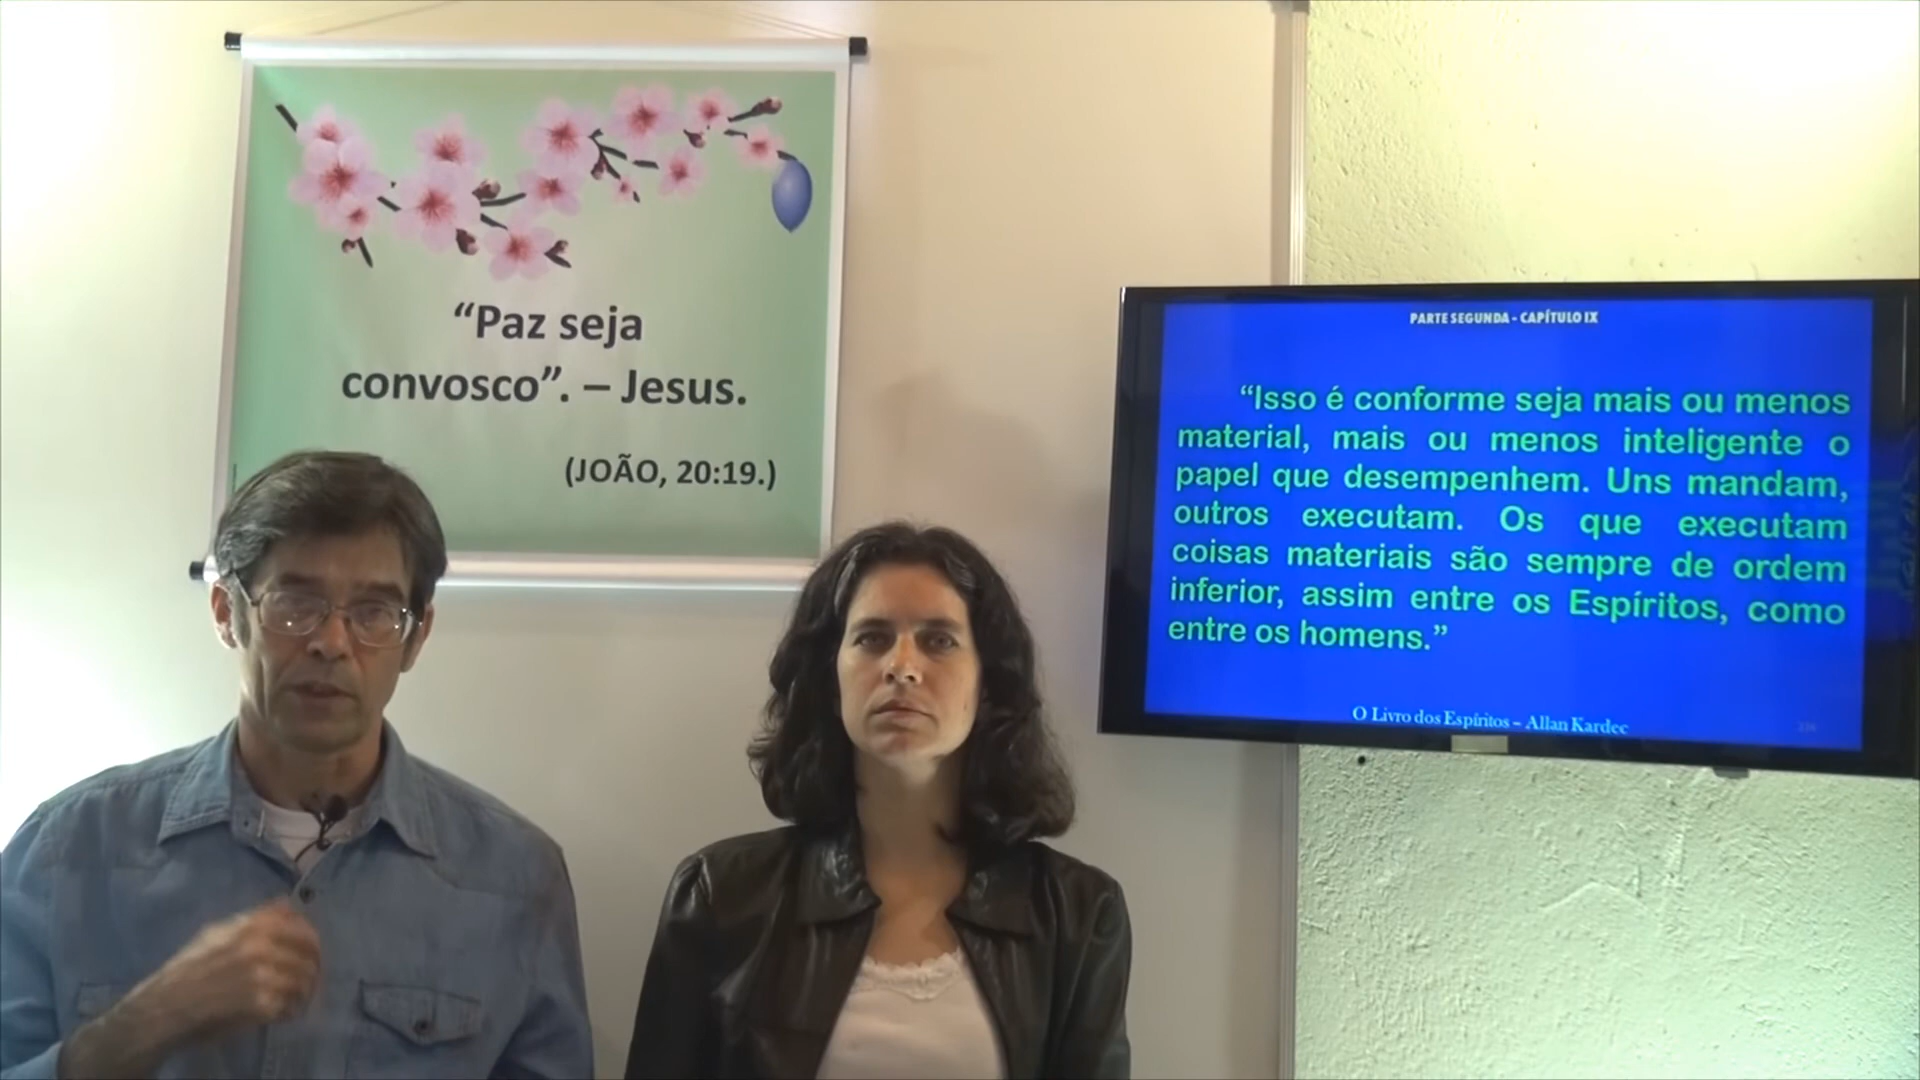 “Paz seja
convosco”. – Jesus.
(JOÃO, 20:19.)
PARTE SEGUNDA - CAPÍTULO IX
“Isso é conforme seja mais ou menos
material, mais ou menos inteligente o
papel que desempenhem. Uns mandam,
outros executam. Os que executam
coisas materiais são sempre de ordem
inferior, assim entre os Espíritos, como
entre os homens.”
O Livro dos Espíritos – Allan Kardec